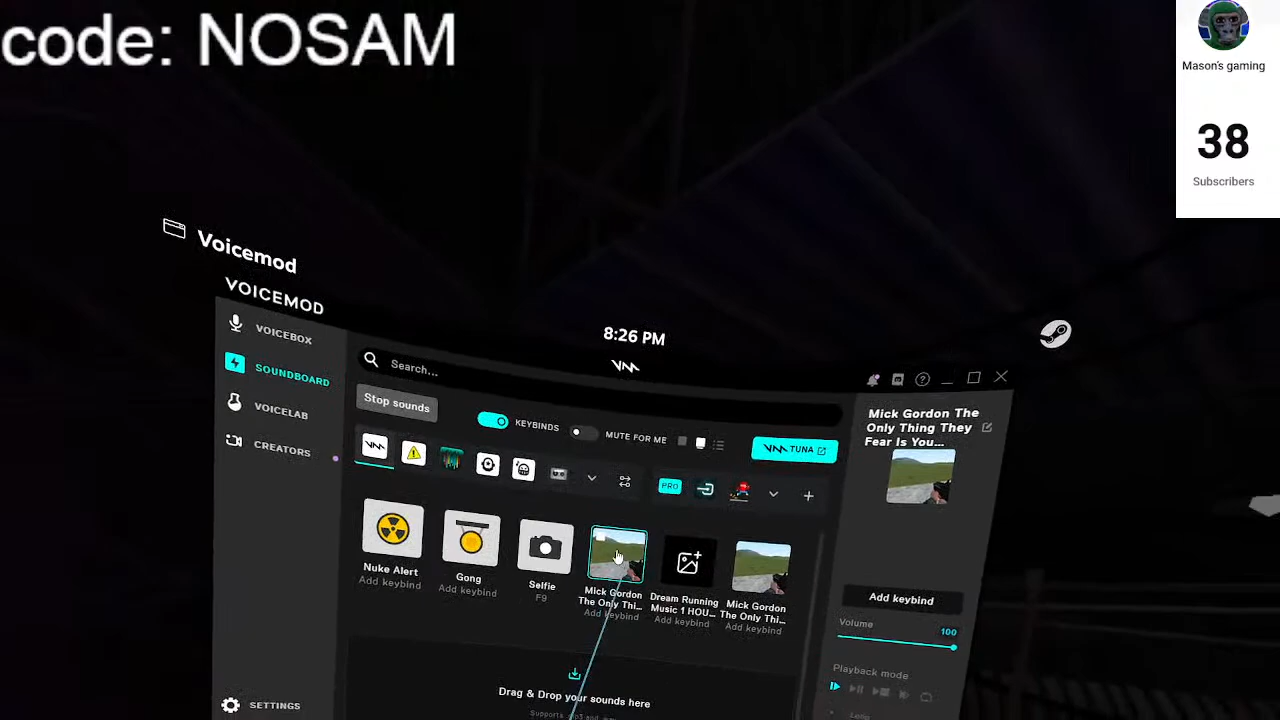 code: NOSAM
Mason's gaming
38
Subscribers
Voicemod
VOICEMOD
8:26 PM
VOICEBOX
SOUNDBOARD
VOICELAB
CREATORS
SETTINGS
Search...
Stop sounds
KEYBINDS
MUTE FOR ME
TUNA
PRO
Nuke Alert
Add keybind
Gong
Add keybind
Selfie
F9
Mick Gordon
The Only Thi...
Add keybind
Dream Running
Music 1 HOU...
Add keybind
Mick Gordon
The Only Thi...
Add keybind
Drag & Drop your sounds here
Mick Gordon The
Only Thing They
Fear Is You...
Add keybind
Volume
100
Playback mode
Loop